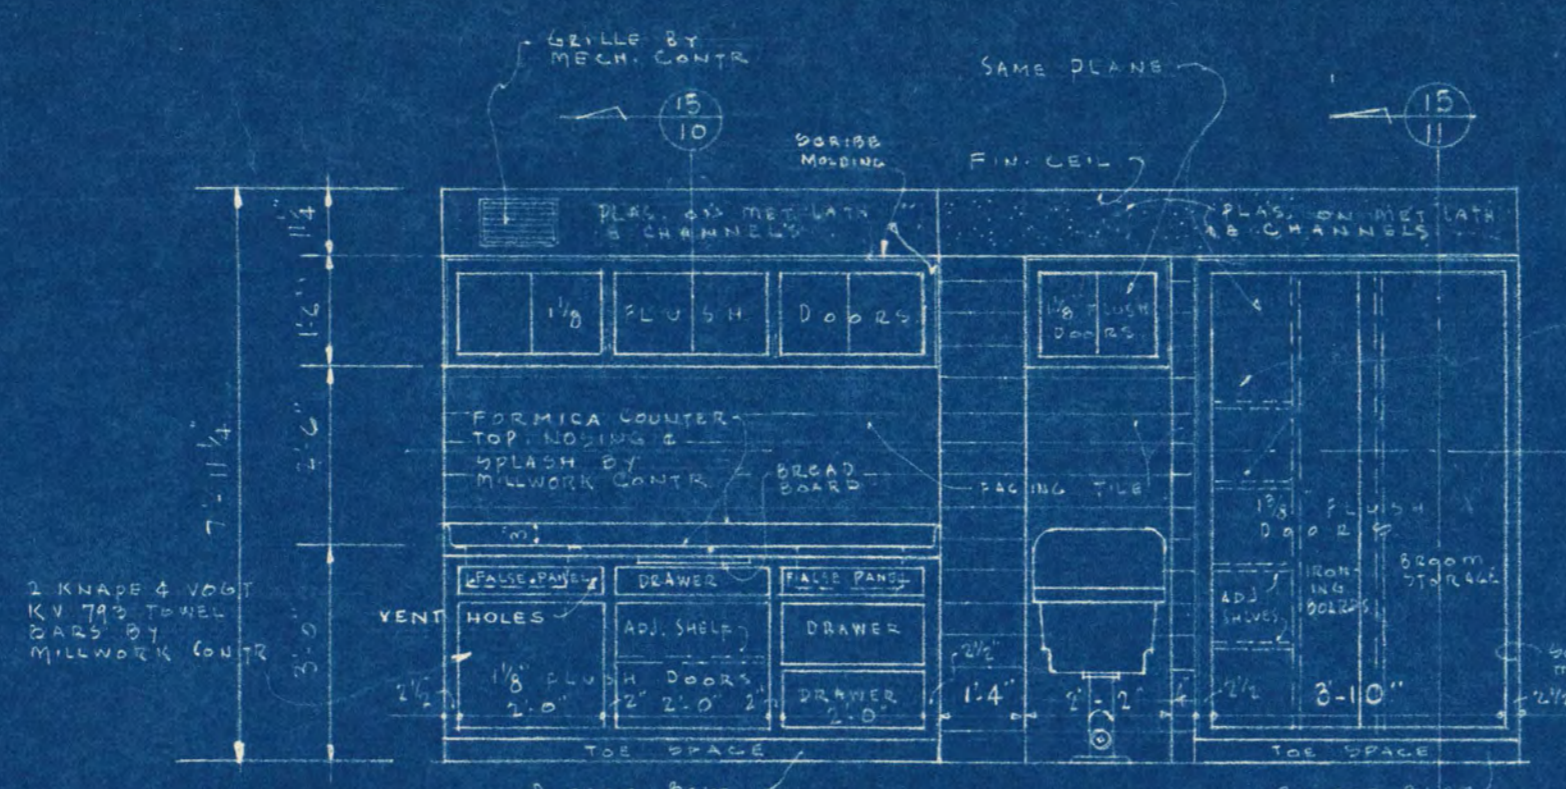 GRILLE BY
MECH. CONTR
SAME PLANE
15
10
15
11
SCRIBE
MOLDING
FIN. CEIL
PLAS. ON MET LATH
& CHANNELS
PLAS. ON MET LATH
& CHANNELS
11 1/4"
1'-6"
2'-6"
7'-11 1/4"
3'-0"
1 1/8 FLUSH DOORS
1 1/8 FLUSH
DOORS
FORMICA COUNTER
TOP NOSING &
SPLASH BY
MILLWORK CONTR
BREAD
BOARD
FACING TILE
1 3/8 FLUSH
DOORS
3"
FALSE PANEL
DRAWER
FALSE PANEL
2 KNAPE & VOGT
KV 793 TOWEL
BARS BY
MILLWORK CONTR
VENT HOLES
ADJ. SHELF
DRAWER
ADJ.
SHLVES
IRON-
ING
BOARDS
BROOM
STORAGE
1 1/8" FLUSH DOORS
DRAWER
2 1/2
2'-0"
2"
2'-0"
2"
2'-0"
2 1/2"
1'-4"
2'-2"
2 1/2
3'-10"
2 1/2
TOE SPACE
TOE SPACE